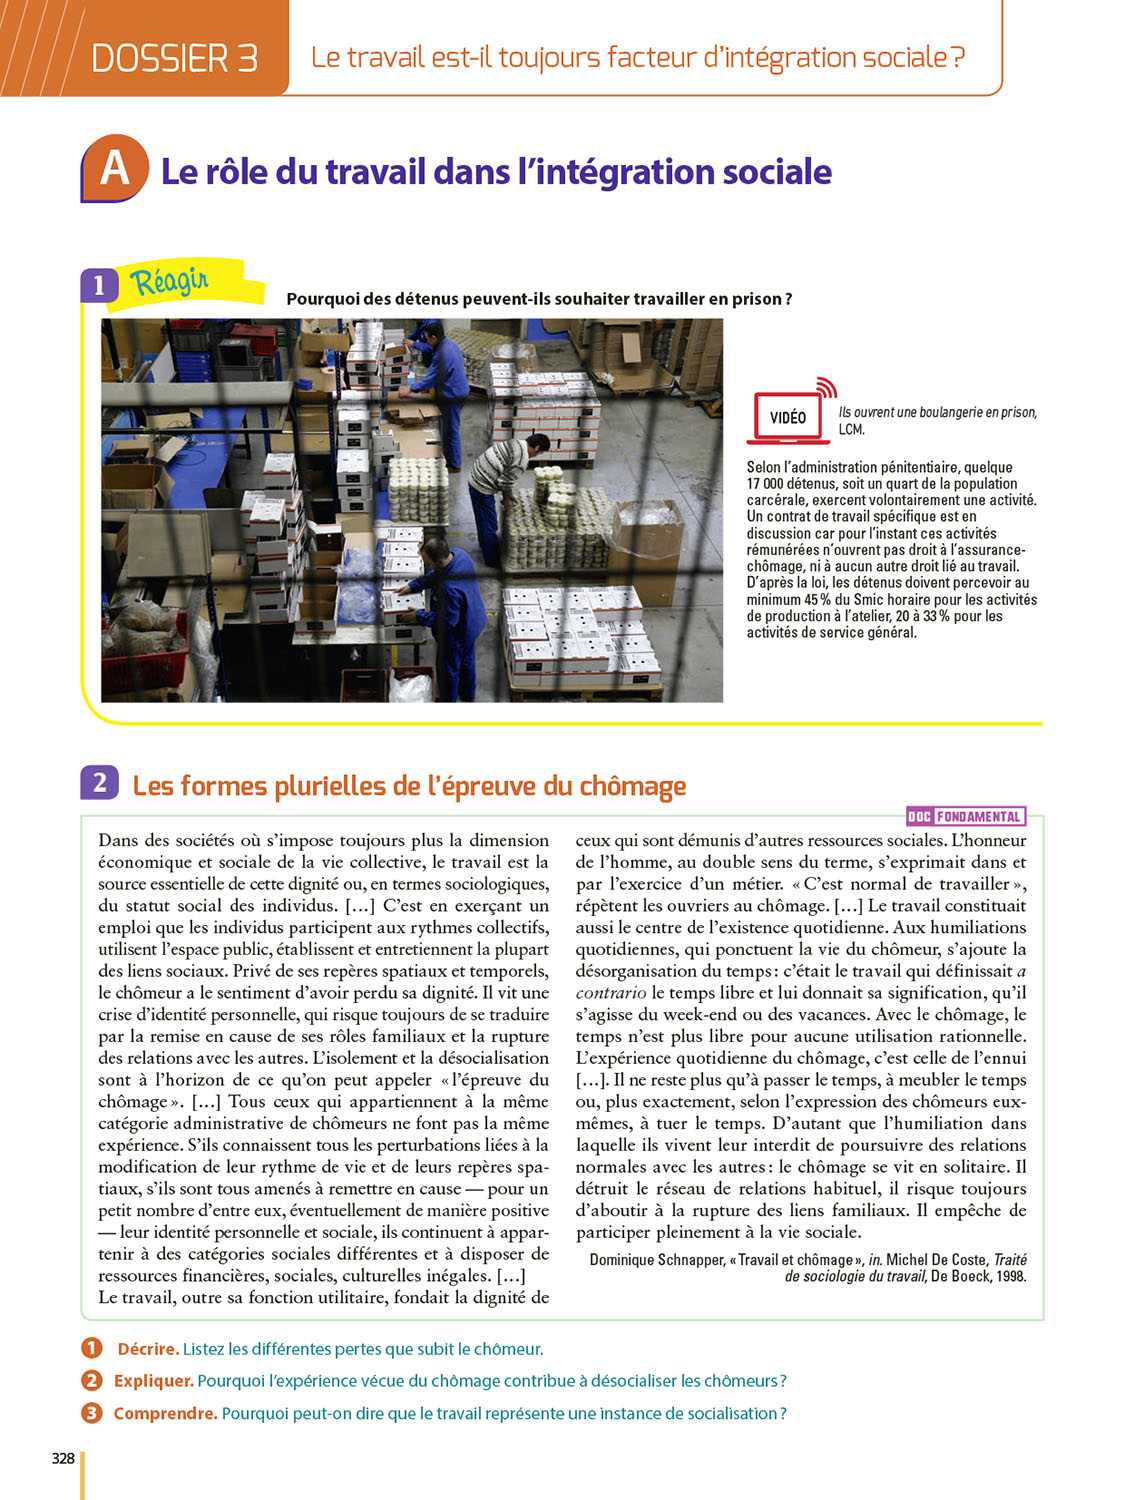 DOSSIER 3
Le travail est-il toujours facteur d’intégration sociale ?
A
Le rôle du travail dans l’intégration sociale
1
Réagir
Pourquoi des détenus peuvent-ils souhaiter travailler en prison ?
VIDÉO
Ils ouvrent une boulangerie en prison,
LCM.
Selon l’administration pénitentiaire, quelque
17 000 détenus, soit un quart de la population
carcérale, exercent volontairement une activité.
Un contrat de travail spécifique est en
discussion car pour l’instant ces activités
rémunérées n’ouvrent pas droit à l’assurance-
chômage, ni à aucun autre droit lié au travail.
D’après la loi, les détenus doivent percevoir au
minimum 45 % du Smic horaire pour les activités
de production à l’atelier, 20 à 33 % pour les
activités de service général.
2
Les formes plurielles de l’épreuve du chômage
DOC FONDAMENTAL
Dans des sociétés où s’impose toujours plus la dimension
économique et sociale de la vie collective, le travail est la
source essentielle de cette dignité ou, en termes sociologiques,
du statut social des individus. […] C’est en exerçant un
emploi que les individus participent aux rythmes collectifs,
utilisent l’espace public, établissent et entretiennent la plupart
des liens sociaux. Privé de ses repères spatiaux et temporels,
le chômeur a le sentiment d’avoir perdu sa dignité. Il vit une
crise d’identité personnelle, qui risque toujours de se traduire
par la remise en cause de ses rôles familiaux et la rupture
des relations avec les autres. L’isolement et la désocialisation
sont à l’horizon de ce qu’on peut appeler « l’épreuve du
chômage ». […] Tous ceux qui appartiennent à la même
catégorie administrative de chômeurs ne font pas la même
expérience. S’ils connaissent tous les perturbations liées à la
modification de leur rythme de vie et de leurs repères spa-
tiaux, s’ils sont tous amenés à remettre en cause — pour un
petit nombre d’entre eux, éventuellement de manière positive
— leur identité personnelle et sociale, ils continuent à appar-
tenir à des catégories sociales différentes et à disposer de
ressources financières, sociales, culturelles inégales. […]
Le travail, outre sa fonction utilitaire, fondait la dignité de
ceux qui sont démunis d’autres ressources sociales. L’honneur
de l’homme, au double sens du terme, s’exprimait dans et
par l’exercice d’un métier. « C’est normal de travailler »,
répètent les ouvriers au chômage. […] Le travail constituait
aussi le centre de l’existence quotidienne. Aux humiliations
quotidiennes, qui ponctuent la vie du chômeur, s’ajoute la
désorganisation du temps : c’était le travail qui définissait a
contrario le temps libre et lui donnait sa signification, qu’il
s’agisse du week-end ou des vacances. Avec le chômage, le
temps n’est plus libre pour aucune utilisation rationnelle.
L’expérience quotidienne du chômage, c’est celle de l’ennui
[…]. Il ne reste plus qu’à passer le temps, à meubler le temps
ou, plus exactement, selon l’expression des chômeurs eux-
mêmes, à tuer le temps. D’autant que l’humiliation dans
laquelle ils vivent leur interdit de poursuivre des relations
normales avec les autres : le chômage se vit en solitaire. Il
détruit le réseau de relations habituel, il risque toujours
d’aboutir à la rupture des liens familiaux. Il empêche de
participer pleinement à la vie sociale.
Dominique Schnapper, « Travail et chômage », in. Michel De Coste, Traité
de sociologie du travail, De Boeck, 1998.
1 Décrire. Listez les différentes pertes que subit le chômeur.
2 Expliquer. Pourquoi l’expérience vécue du chômage contribue à désocialiser les chômeurs ?
3 Comprendre. Pourquoi peut-on dire que le travail représente une instance de socialisation ?
328